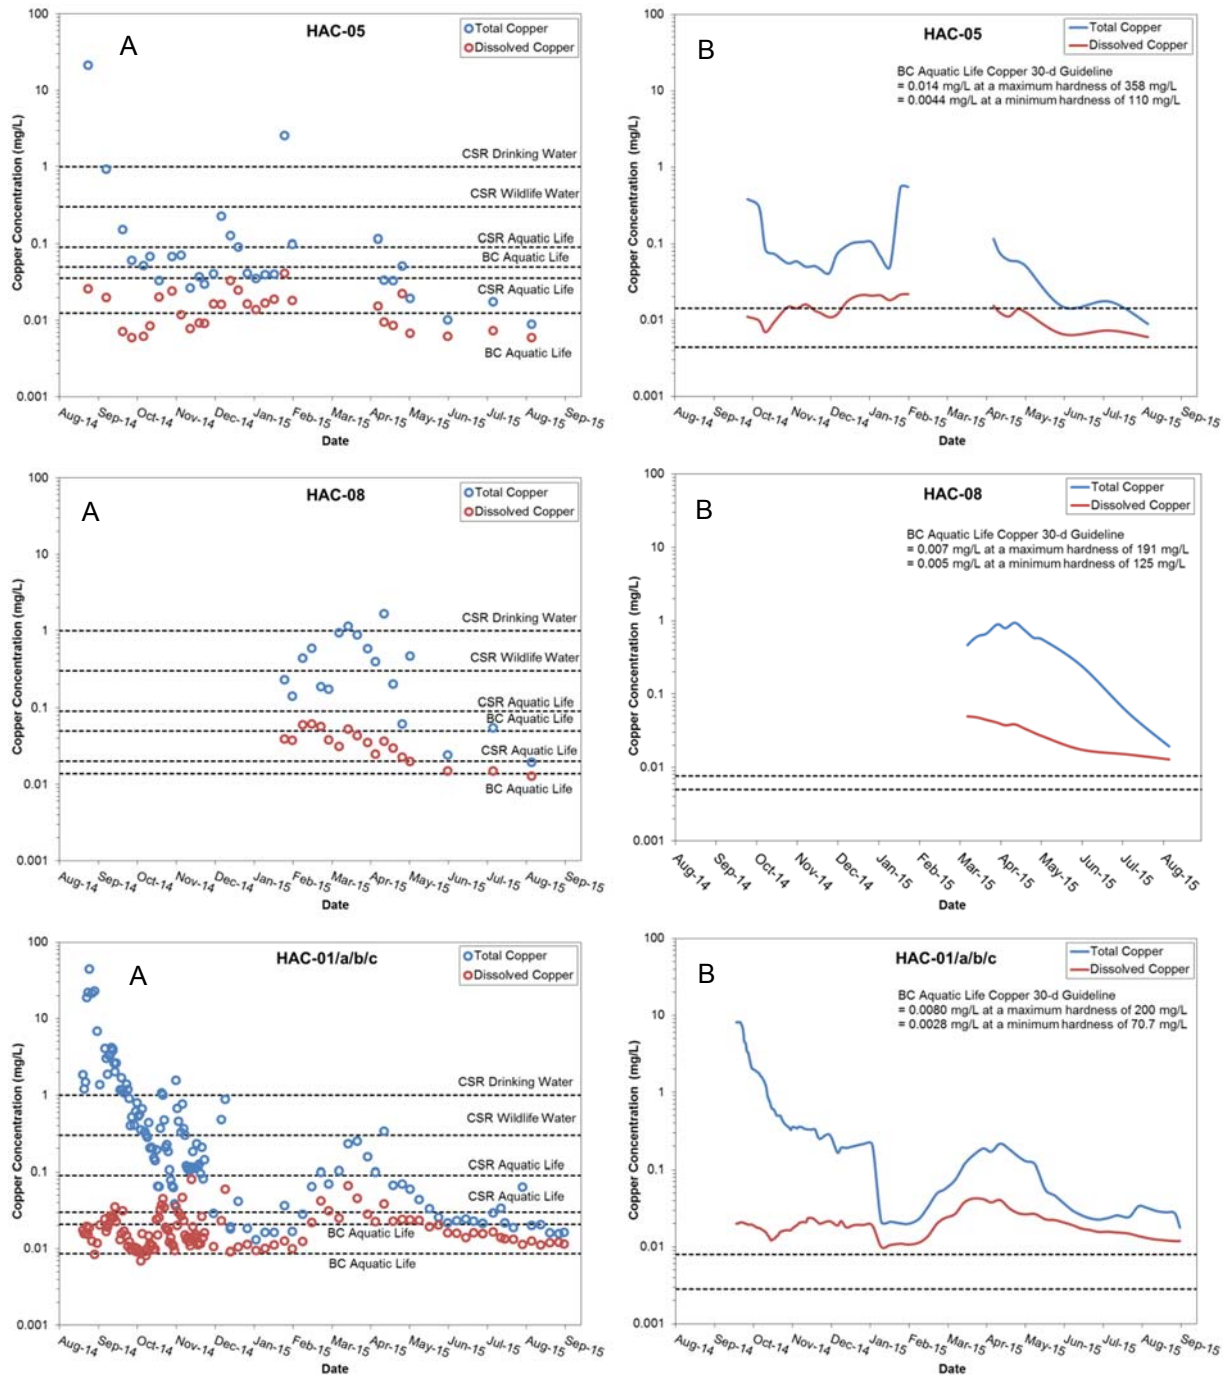 A
HAC-05
Total Copper
Dissolved Copper
100
10
1
0.1
0.01
0.001
Copper Concentration (mg/L)
CSR Drinking Water
CSR Wildlife Water
CSR Aquatic Life
BC Aquatic Life
CSR Aquatic Life
BC Aquatic Life
Aug-14 Sep-14 Oct-14 Nov-14 Dec-14 Jan-15 Feb-15 Mar-15 Apr-15 May-15 Jun-15 Jul-15 Aug-15 Sep-15
Date
B
HAC-05
Total Copper
Dissolved Copper
BC Aquatic Life Copper 30-d Guideline
= 0.014 mg/L at a maximum hardness of 358 mg/L
= 0.0044 mg/L at a minimum hardness of 110 mg/L
100
10
1
0.1
0.01
0.001
Copper Concentration (mg/L)
Aug-14 Sep-14 Oct-14 Nov-14 Dec-14 Jan-15 Feb-15 Mar-15 Apr-15 May-15 Jun-15 Jul-15 Aug-15 Sep-15
Date
A
HAC-08
Total Copper
Dissolved Copper
100
10
1
0.1
0.01
0.001
Copper Concentration (mg/L)
CSR Drinking Water
CSR Wildlife Water
CSR Aquatic Life
BC Aquatic Life
CSR Aquatic Life
BC Aquatic Life
Aug-14 Sep-14 Oct-14 Nov-14 Dec-14 Jan-15 Feb-15 Mar-15 Apr-15 May-15 Jun-15 Jul-15 Aug-15 Sep-15
Date
B
HAC-08
Total Copper
Dissolved Copper
BC Aquatic Life Copper 30-d Guideline
= 0.007 mg/L at a maximum hardness of 191 mg/L
= 0.005 mg/L at a minimum hardness of 125 mg/L
100
10
1
0.1
0.01
0.001
Copper Concentration (mg/L)
Aug-14 Sep-14 Oct-14 Nov-14 Dec-14 Jan-15 Feb-15 Mar-15 Apr-15 May-15 Jun-15 Jul-15 Aug-15
Date
A
HAC-01/a/b/c
Total Copper
Dissolved Copper
100
10
1
0.1
0.01
0.001
Copper Concentration (mg/L)
CSR Drinking Water
CSR Wildlife Water
CSR Aquatic Life
CSR Aquatic Life
BC Aquatic Life
BC Aquatic Life
Aug-14 Sep-14 Oct-14 Nov-14 Dec-14 Jan-15 Feb-15 Mar-15 Apr-15 May-15 Jun-15 Jul-15 Aug-15 Sep-15
Date
B
HAC-01/a/b/c
Total Copper
Dissolved Copper
BC Aquatic Life Copper 30-d Guideline
= 0.0080 mg/L at a maximum hardness of 200 mg/L
= 0.0028 mg/L at a minimum hardness of 70.7 mg/L
100
10
1
0.1
0.01
0.001
Copper Concentration (mg/L)
Aug-14 Sep-14 Oct-14 Nov-14 Dec-14 Jan-15 Feb-15 Mar-15 Apr-15 May-15 Jun-15 Jul-15 Aug-15 Sep-15
Date